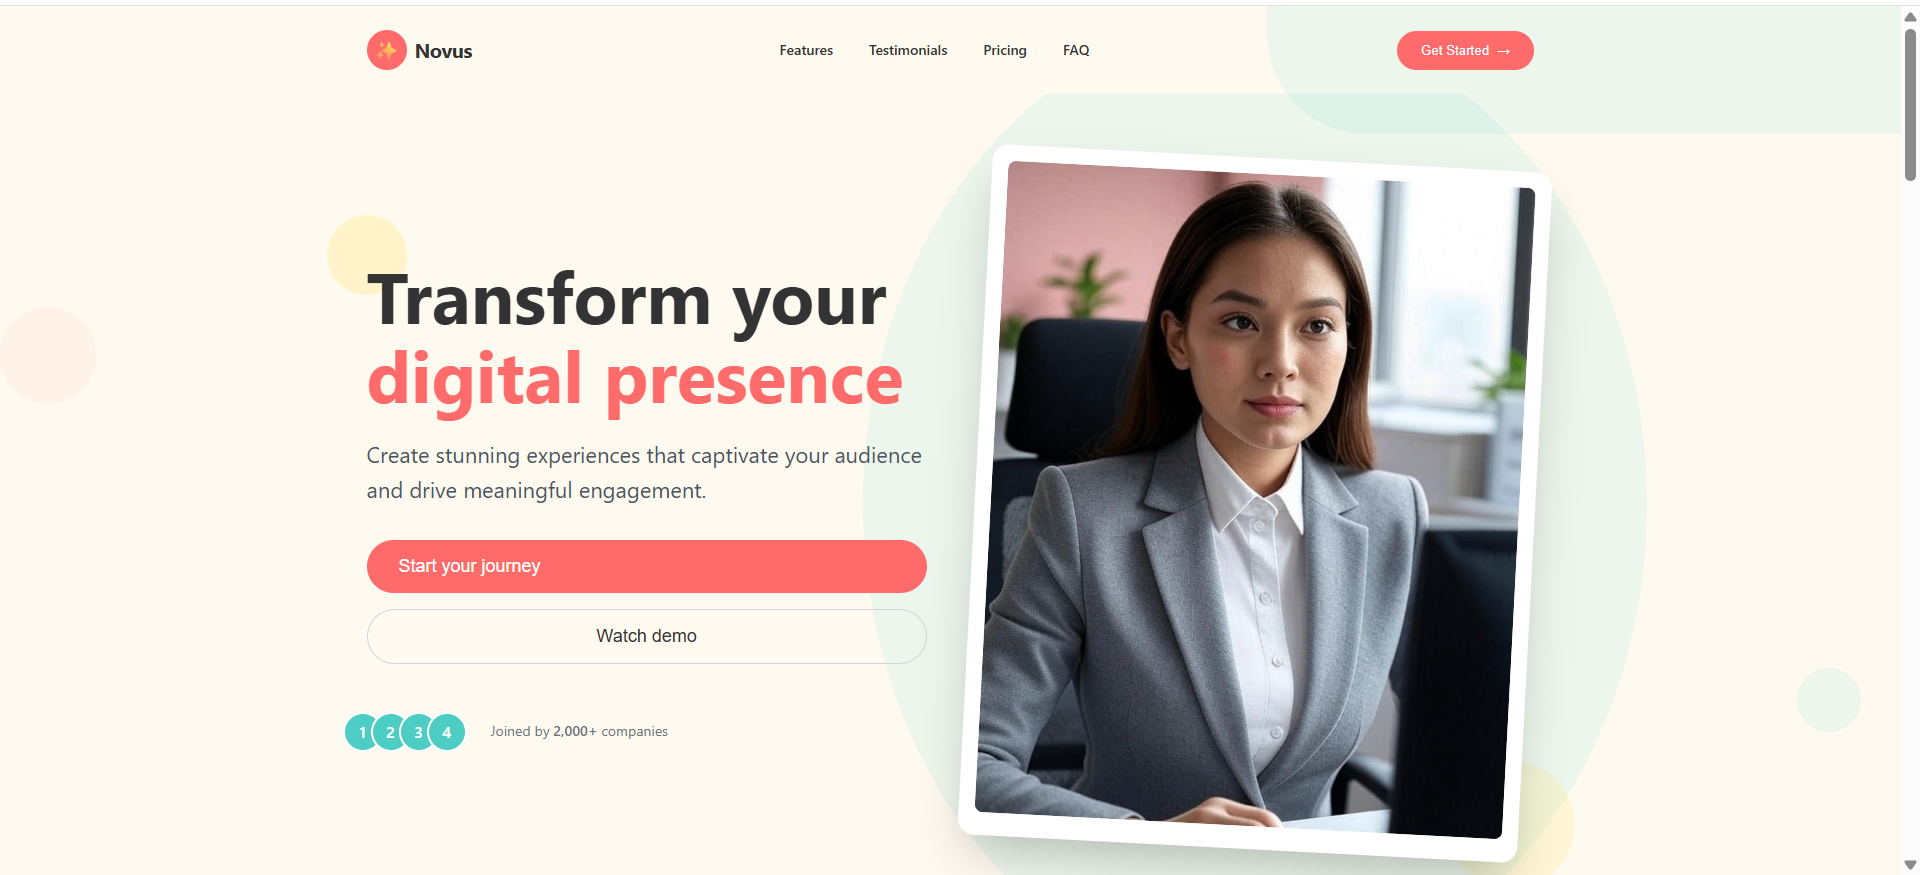 Novus
Features
Testimonials
Pricing
FAQ
Get Started →
Transform your
digital presence
Create stunning experiences that captivate your audience
and drive meaningful engagement.
Start your journey
Watch demo
1 2 3 4
Joined by 2,000+ companies